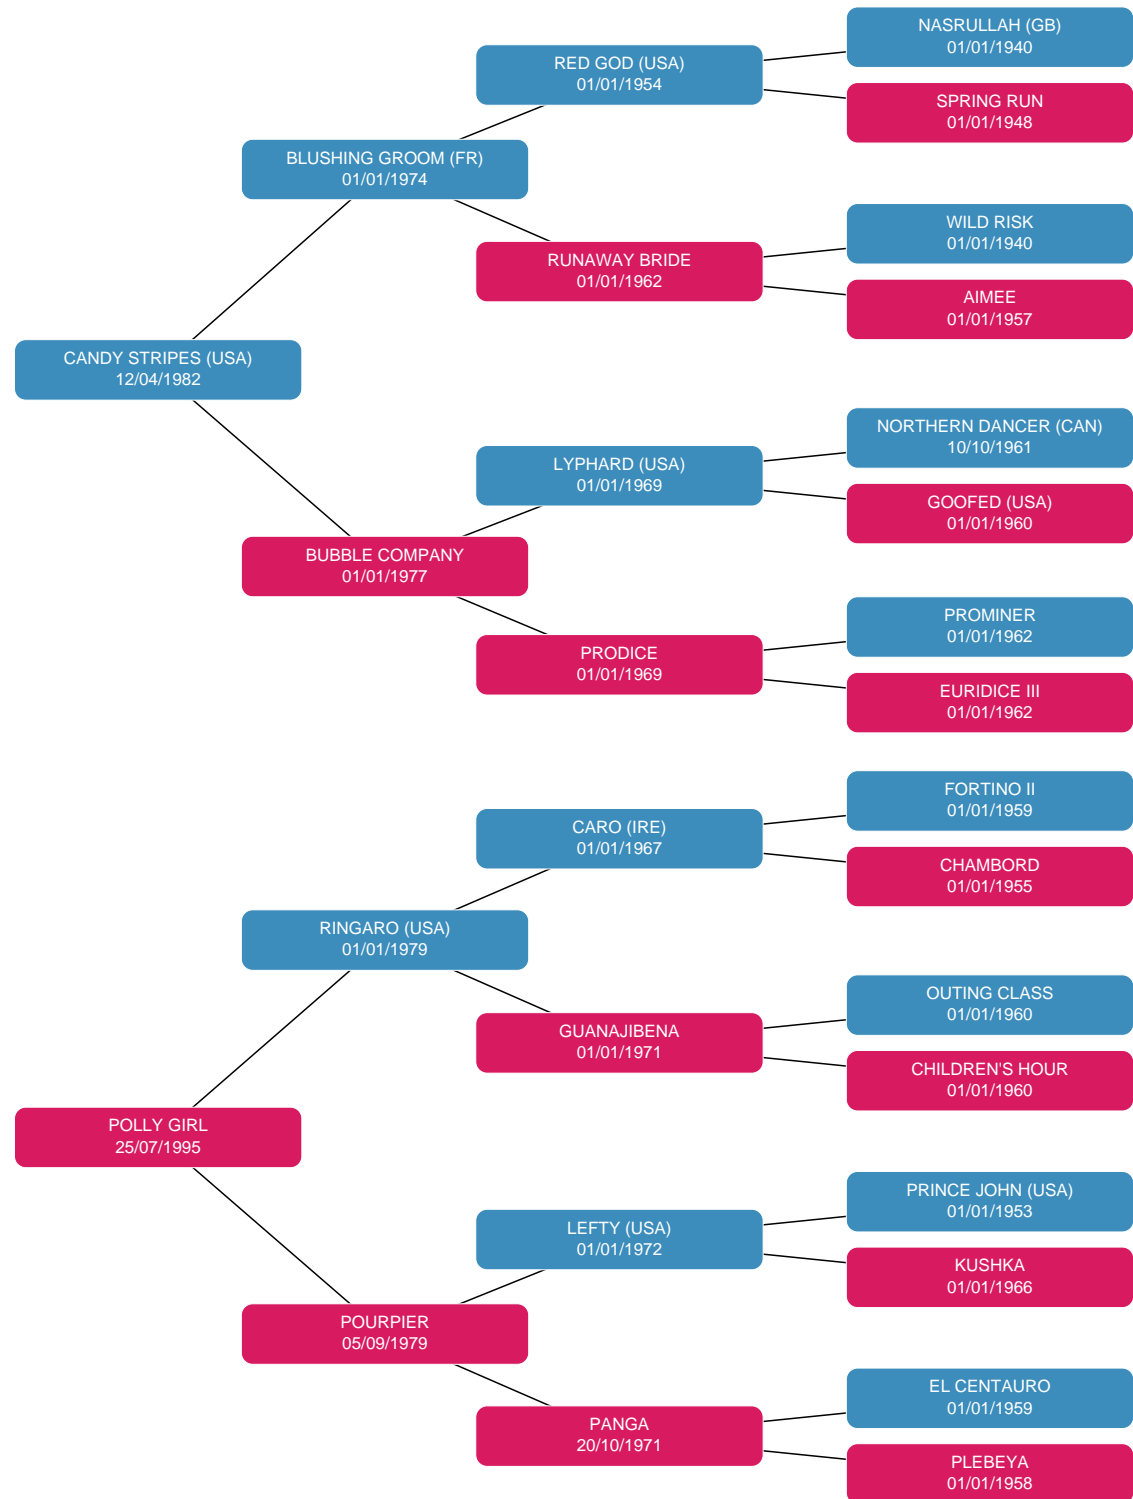 NASRULLAH (GB)
01/01/1940
RED GOD (USA)
01/01/1954
SPRING RUN
01/01/1948
BLUSHING GROOM (FR)
01/01/1974
WILD RISK
01/01/1940
RUNAWAY BRIDE
01/01/1962
AIMEE
01/01/1957
CANDY STRIPES (USA)
12/04/1982
NORTHERN DANCER (CAN)
10/10/1961
LYPHARD (USA)
01/01/1969
GOOFED (USA)
01/01/1960
BUBBLE COMPANY
01/01/1977
PROMINER
01/01/1962
PRODICE
01/01/1969
EURIDICE III
01/01/1962
FORTINO II
01/01/1959
CARO (IRE)
01/01/1967
CHAMBORD
01/01/1955
RINGARO (USA)
01/01/1979
OUTING CLASS
01/01/1960
GUANAJIBENA
01/01/1971
CHILDREN'S HOUR
01/01/1960
POLLY GIRL
25/07/1995
PRINCE JOHN (USA)
01/01/1953
LEFTY (USA)
01/01/1972
KUSHKA
01/01/1966
POURPIER
05/09/1979
EL CENTAURO
01/01/1959
PANGA
20/10/1971
PLEBEYA
01/01/1958